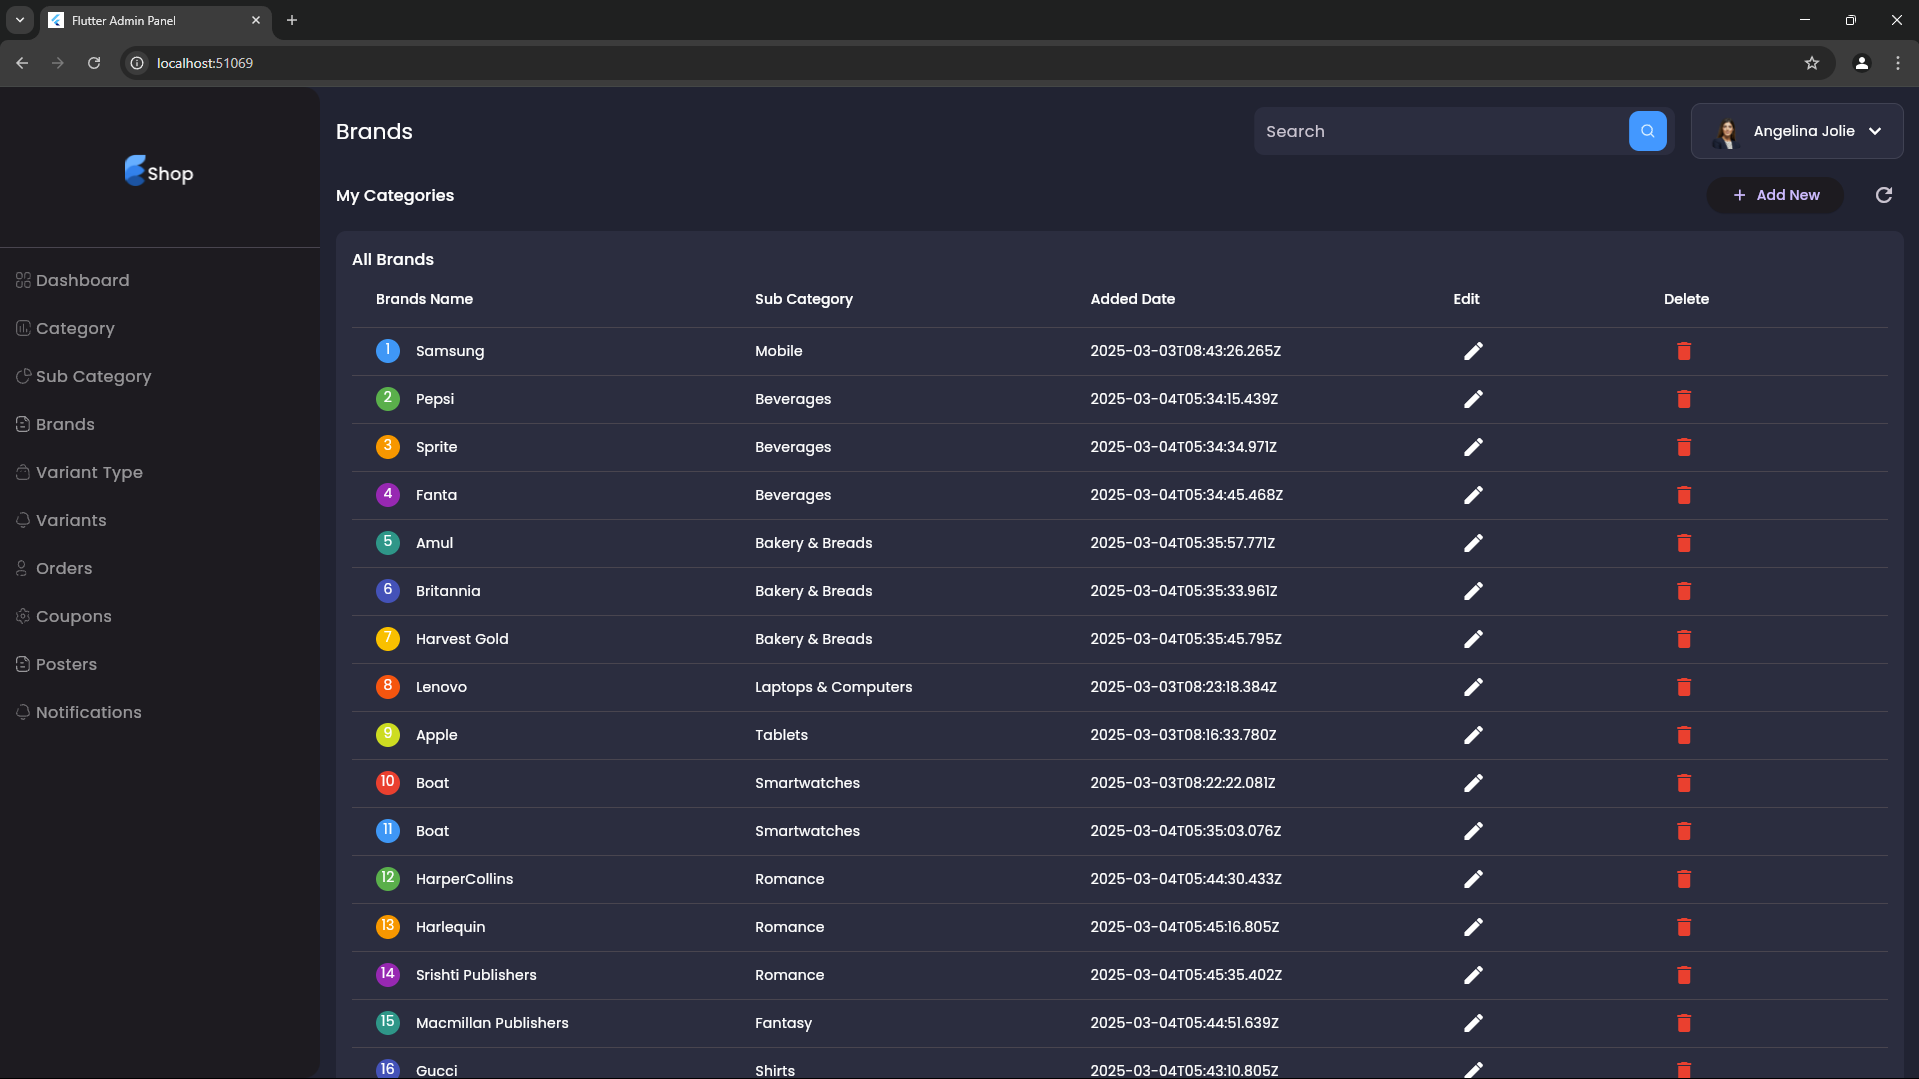 Flutter Admin Panel
localhost:51069
Shop
Dashboard
Category
Sub Category
Brands
Variant Type
Variants
Orders
Coupons
Posters
Notifications
Brands
Search
Angelina Jolie
My Categories
+ Add New
All Brands
Brands Name Sub Category Added Date Edit Delete
1 Samsung Mobile 2025-03-03T08:43:26.265Z
2 Pepsi Beverages 2025-03-04T05:34:15.439Z
3 Sprite Beverages 2025-03-04T05:34:34.971Z
4 Fanta Beverages 2025-03-04T05:34:45.468Z
5 Amul Bakery & Breads 2025-03-04T05:35:57.771Z
6 Britannia Bakery & Breads 2025-03-04T05:35:33.961Z
7 Harvest Gold Bakery & Breads 2025-03-04T05:35:45.795Z
8 Lenovo Laptops & Computers 2025-03-03T08:23:18.384Z
9 Apple Tablets 2025-03-03T08:16:33.780Z
10 Boat Smartwatches 2025-03-03T08:22:22.081Z
11 Boat Smartwatches 2025-03-04T05:35:03.076Z
12 HarperCollins Romance 2025-03-04T05:44:30.433Z
13 Harlequin Romance 2025-03-04T05:45:16.805Z
14 Srishti Publishers Romance 2025-03-04T05:45:35.402Z
15 Macmillan Publishers Fantasy 2025-03-04T05:44:51.639Z
16 Gucci Shirts 2025-03-04T05:43:10.805Z